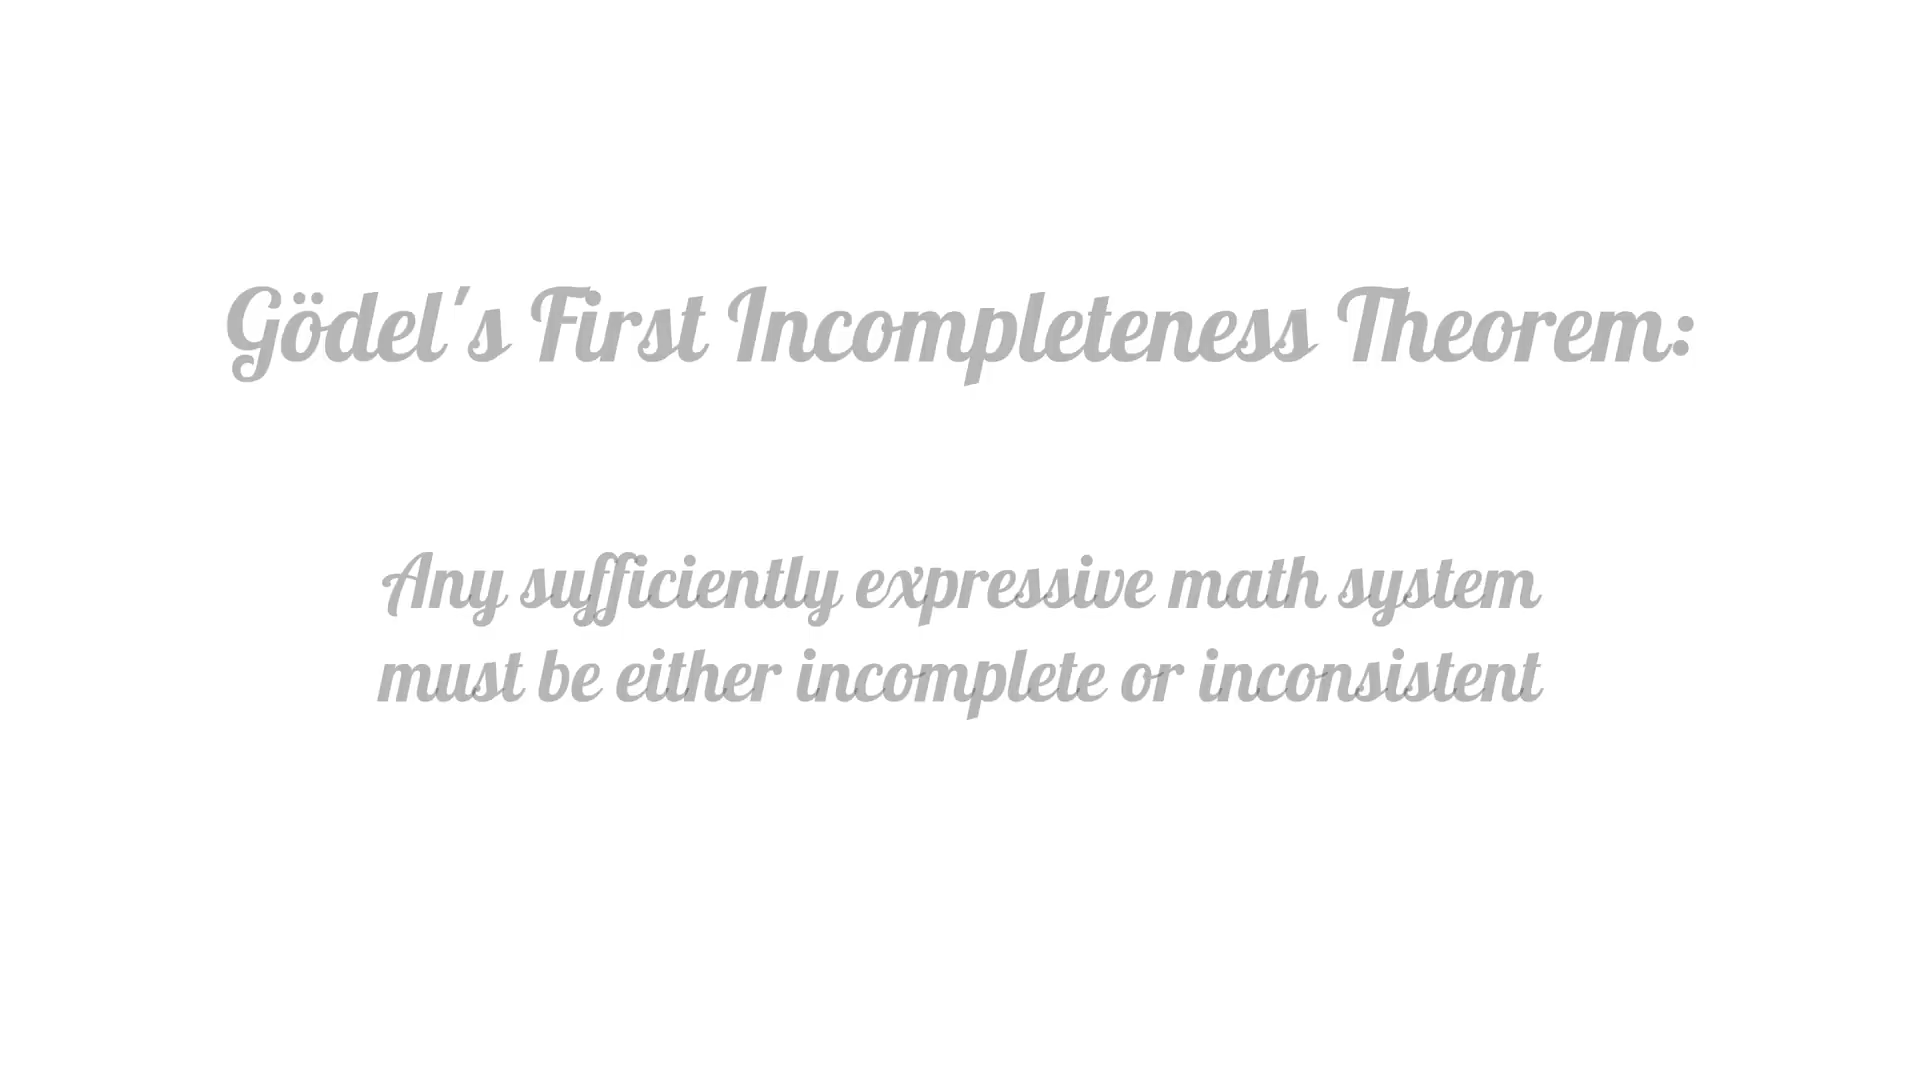 Gödel's First Incompleteness Theorem:
Any sufficiently expressive math system
must be either incomplete or inconsistent